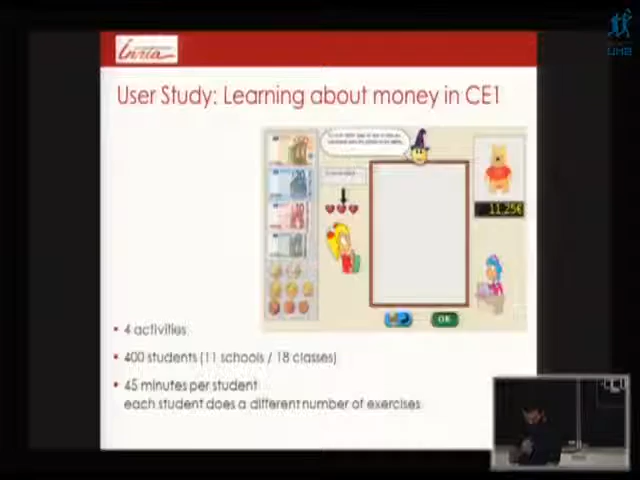 Inria
User Study: Learning about money in CE1
11,25€
OK
• 4 activities
• 400 students (11 schools / 18 classes)
• 45 minutes per student
each student does a different number of exercises